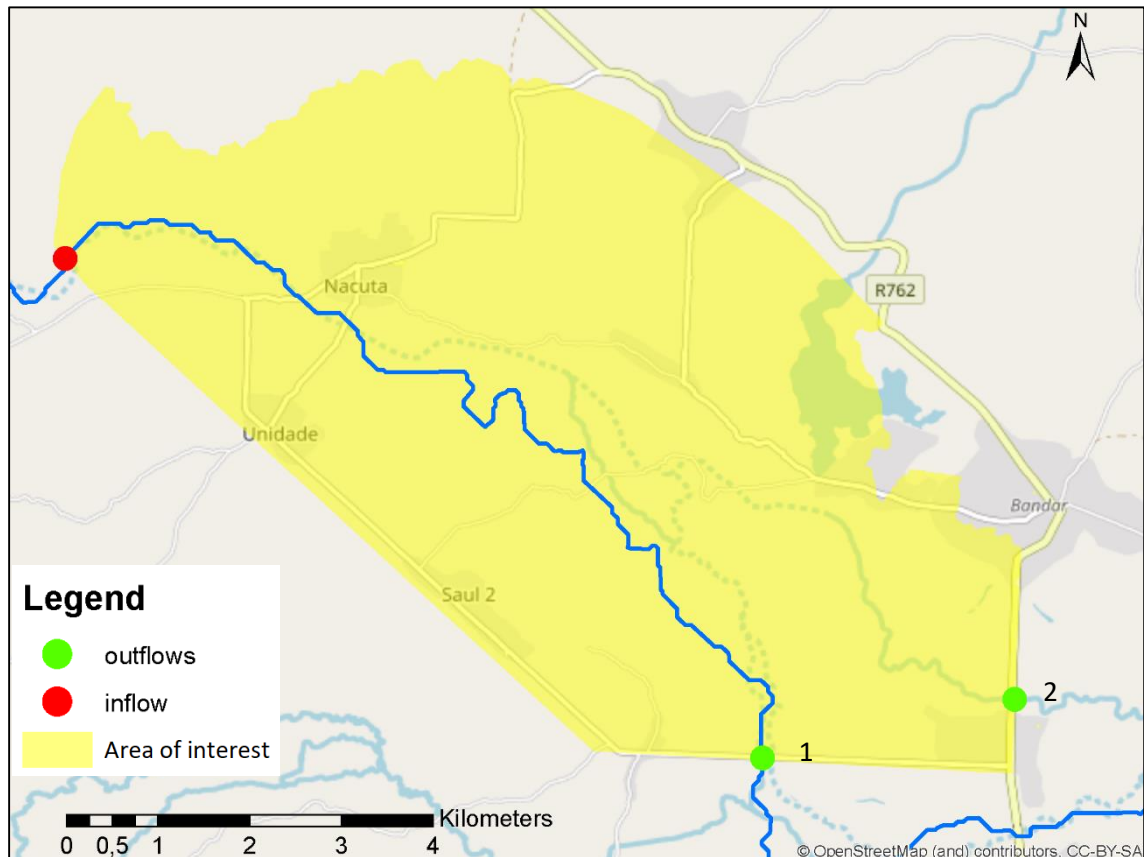 N
R762
Nacuta
Unidade
Bandar
Saul 2
2
1
Legend
outflows
inflow
Area of interest
Kilometers
0 0,5 1 2 3 4
© OpenStreetMap (and) contributors, CC-BY-SA